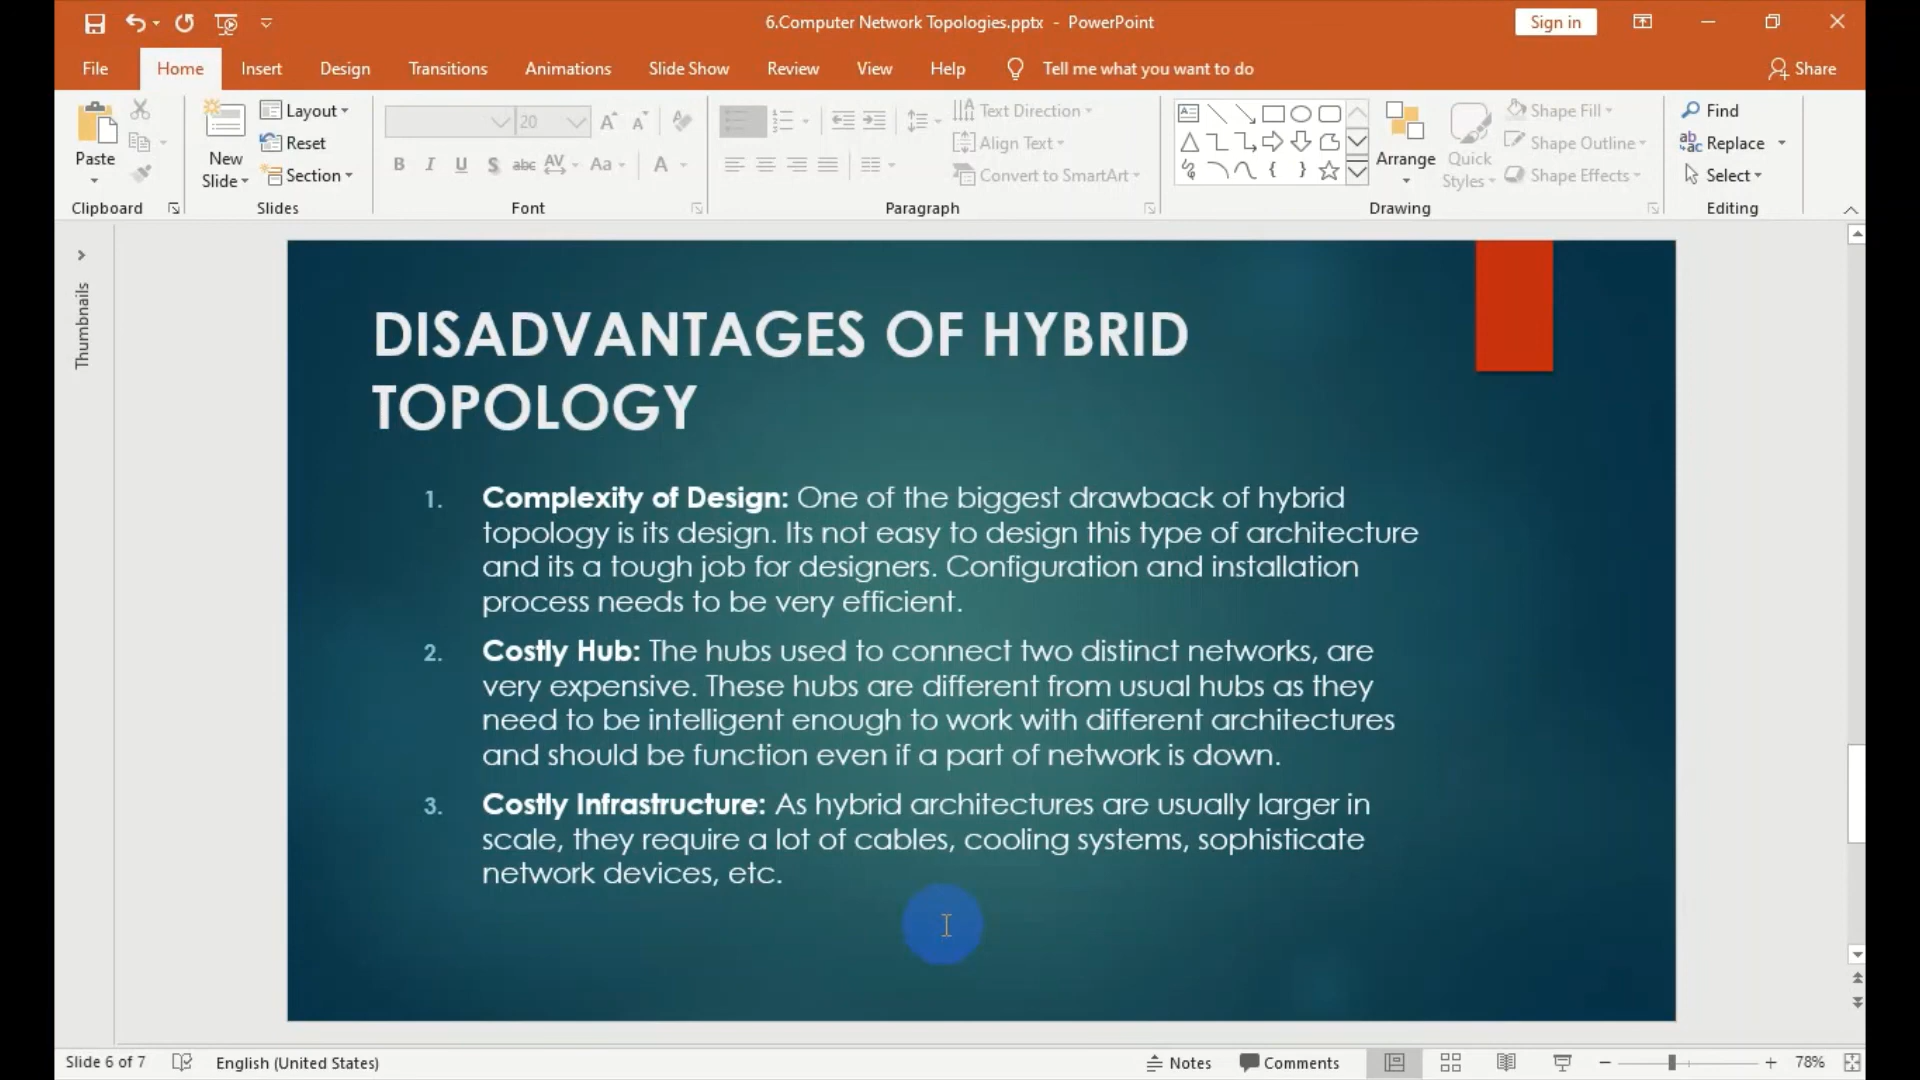 6.Computer Network Topologies.pptx - PowerPoint
Sign in
File Home Insert Design Transitions Animations Slide Show Review View Help Tell me what you want to do Share
Paste
Clipboard
New Slide
Layout
Reset
Section
Slides
20
B I U S abc AV Aa A
Font
Text Direction
Align Text
Convert to SmartArt
Paragraph
Arrange
Quick Styles
Shape Fill
Shape Outline
Shape Effects
Drawing
Find
Replace
Select
Editing
Thumbnails
DISADVANTAGES OF HYBRID
TOPOLOGY
1. Complexity of Design: One of the biggest drawback of hybrid
topology is its design. Its not easy to design this type of architecture
and its a tough job for designers. Configuration and installation
process needs to be very efficient.
2. Costly Hub: The hubs used to connect two distinct networks, are
very expensive. These hubs are different from usual hubs as they
need to be intelligent enough to work with different architectures
and should be function even if a part of network is down.
3. Costly Infrastructure: As hybrid architectures are usually larger in
scale, they require a lot of cables, cooling systems, sophisticate
network devices, etc.
Slide 6 of 7 English (United States) Notes Comments 78%